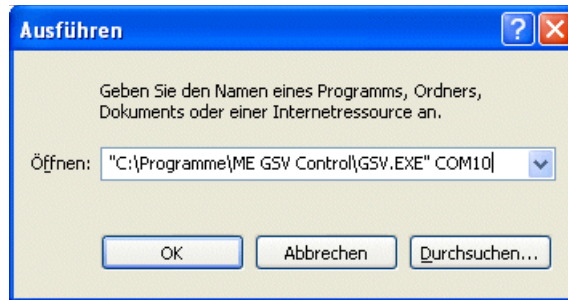 Ausführen
Geben Sie den Namen eines Programms, Ordners,
Dokuments oder einer Internetressource an.
Öffnen: "C:\Programme\ME GSV Control\GSV.EXE" COM10
OK Abbrechen Durchsuchen...